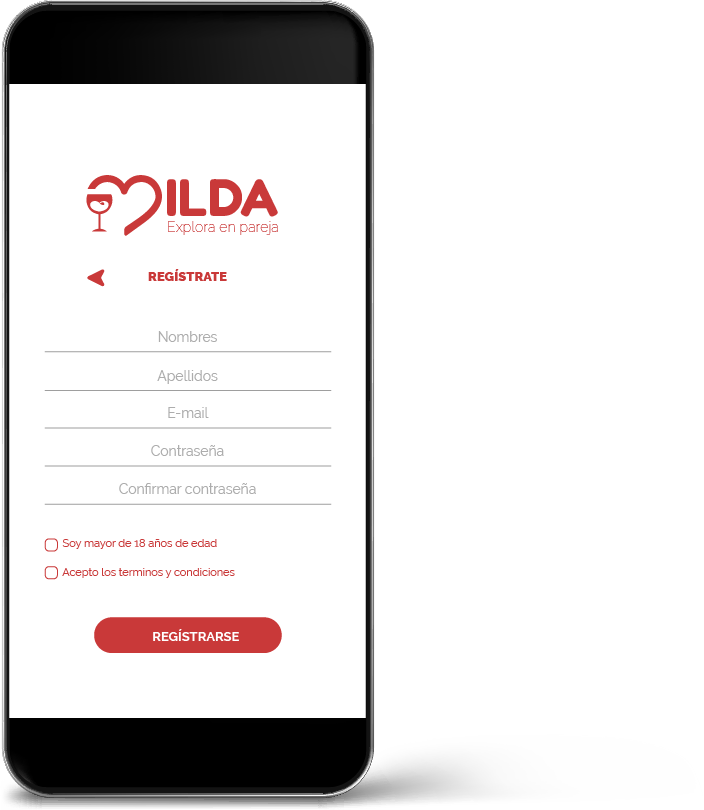 MILDA
Explora en pareja
REGÍSTRATE
Nombres
Apellidos
E-mail
Contraseña
Confirmar contraseña
Soy mayor de 18 años de edad
Acepto los terminos y condiciones
REGÍSTRARSE